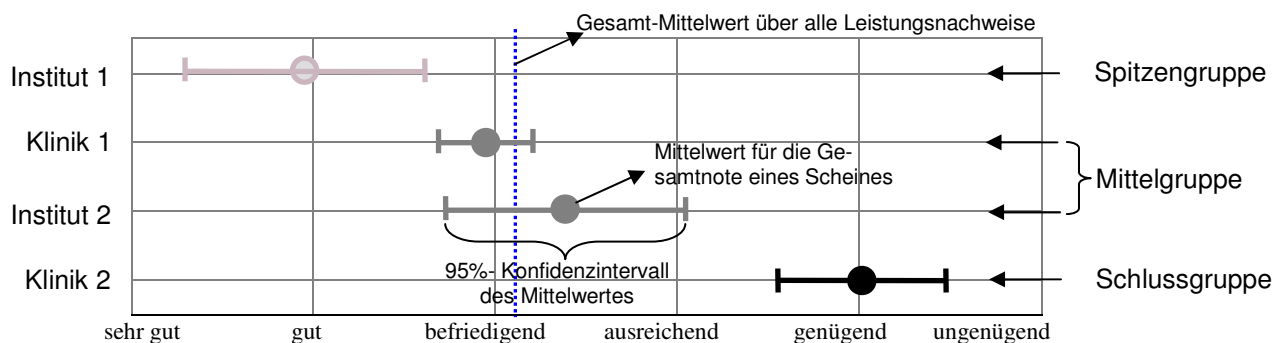 Gesamt-Mittelwert über alle Leistungsnachweise
Institut 1
Spitzengruppe
Klinik 1
Mittelwert für die Ge-
samtnote eines Scheines
Mittelgruppe
Institut 2
95%- Konfidenzintervall
des Mittelwertes
Klinik 2
Schlussgruppe
sehr gut gut befriedigend ausreichend genügend ungenügend